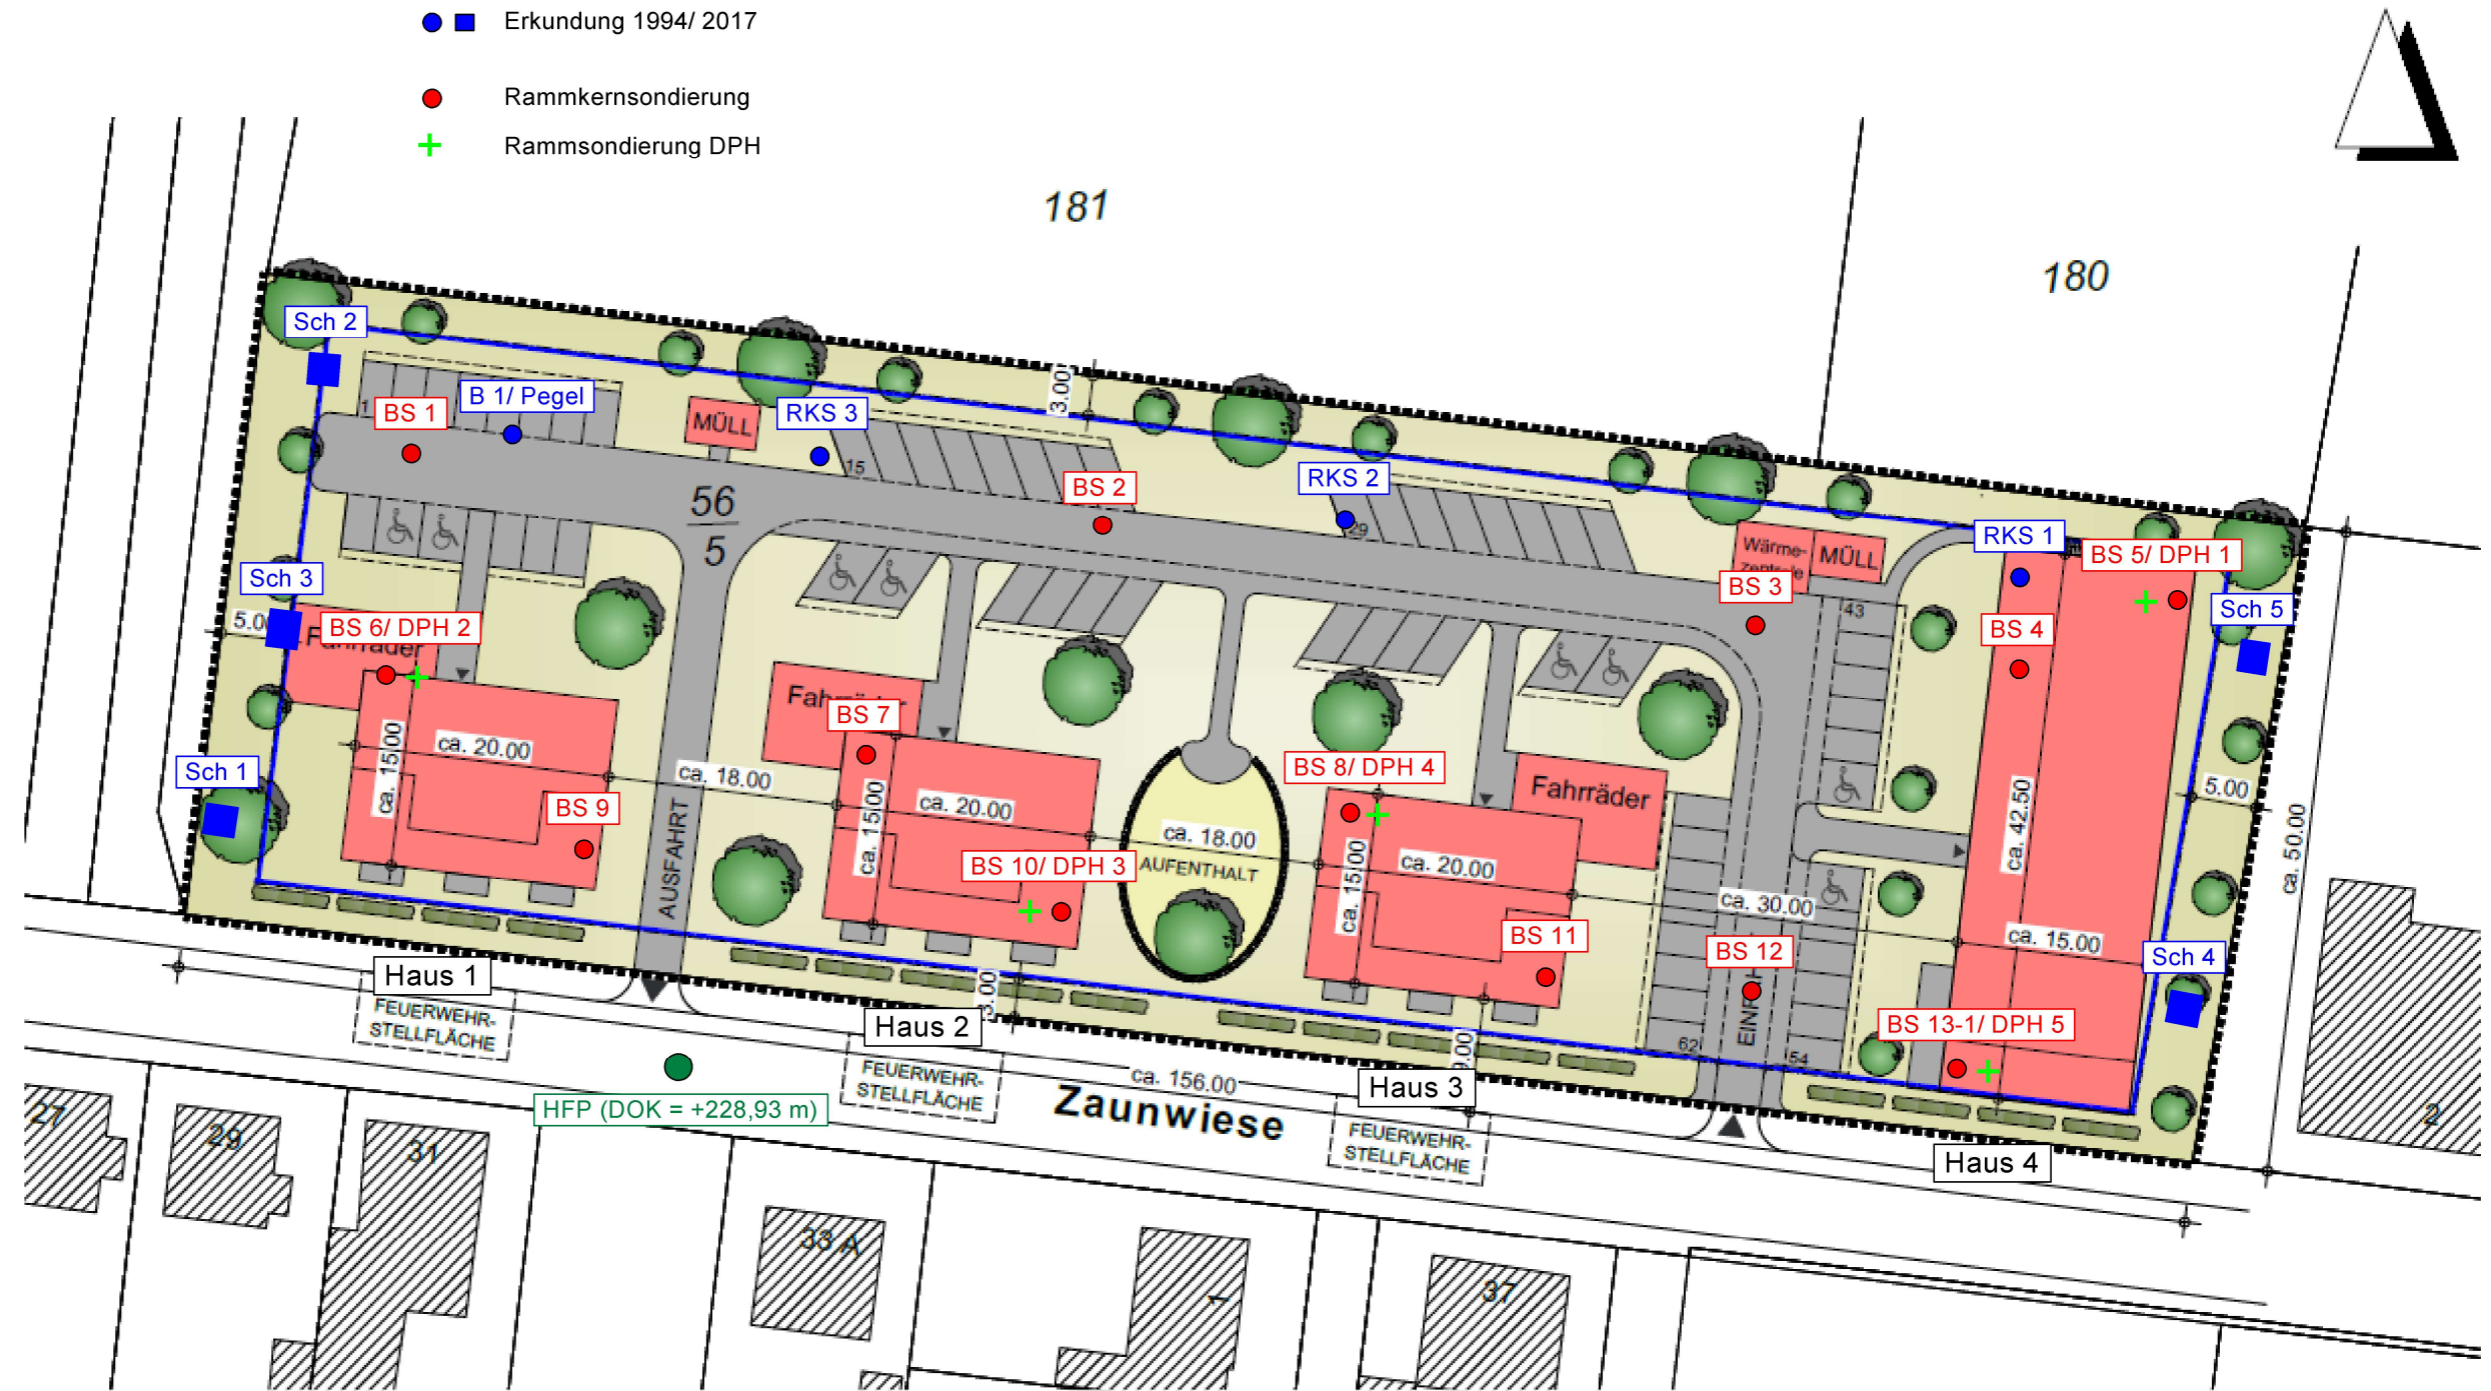 Erkundung 1994/ 2017
Rammkernsondierung
Rammsondierung DPH
181
180
Sch 2
3.00
B 1/ Pegel
1
BS 1
RKS 3
MÜLL
15
RKS 2
BS 2
29
56
5
RKS 1
Wärme-
MÜLL
BS 5/ DPH 1
Sch 3
BS 3
43
Sch 5
5.00
BS 6/ DPH 2
Fahrräder
BS 4
BS 7
ca. 20.00
ca. 15.00
ca. 18.00
Sch 1
BS 8/ DPH 4
Fahrräder
5.00
BS 9
ca. 20.00
ca. 15.00
ca. 18.00
AUFENTHALT
ca. 42.50
ca. 50.00
AUSFAHRT
BS 10/ DPH 3
ca. 20.00
ca. 15.00
ca. 30.00
BS 11
ca. 15.00
BS 12
Sch 4
Haus 1
3.00
FEUERWEHR-
STELLFLÄCHE
Haus 2
BS 13-1/ DPH 5
62
54
FEUERWEHR-
STELLFLÄCHE
ca. 156.00
Haus 3
HFP (DOK = +228,93 m)
Zaunwiese
FEUERWEHR-
STELLFLÄCHE
Haus 4
27
29
31
2
33 A
37